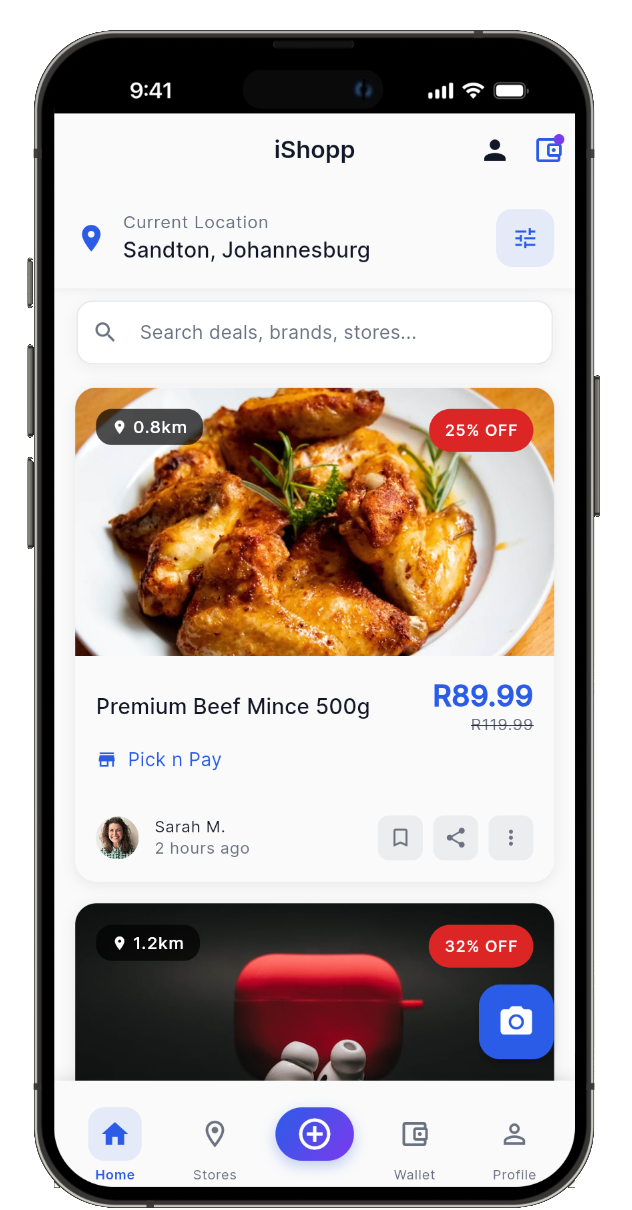 9:41
iShopp
Current Location
Sandton, Johannesburg
Search deals, brands, stores...
0.8km
25% OFF
Premium Beef Mince 500g
R89.99
R119.99
Pick n Pay
Sarah M.
2 hours ago
1.2km
32% OFF
Home
Stores
Wallet
Profile